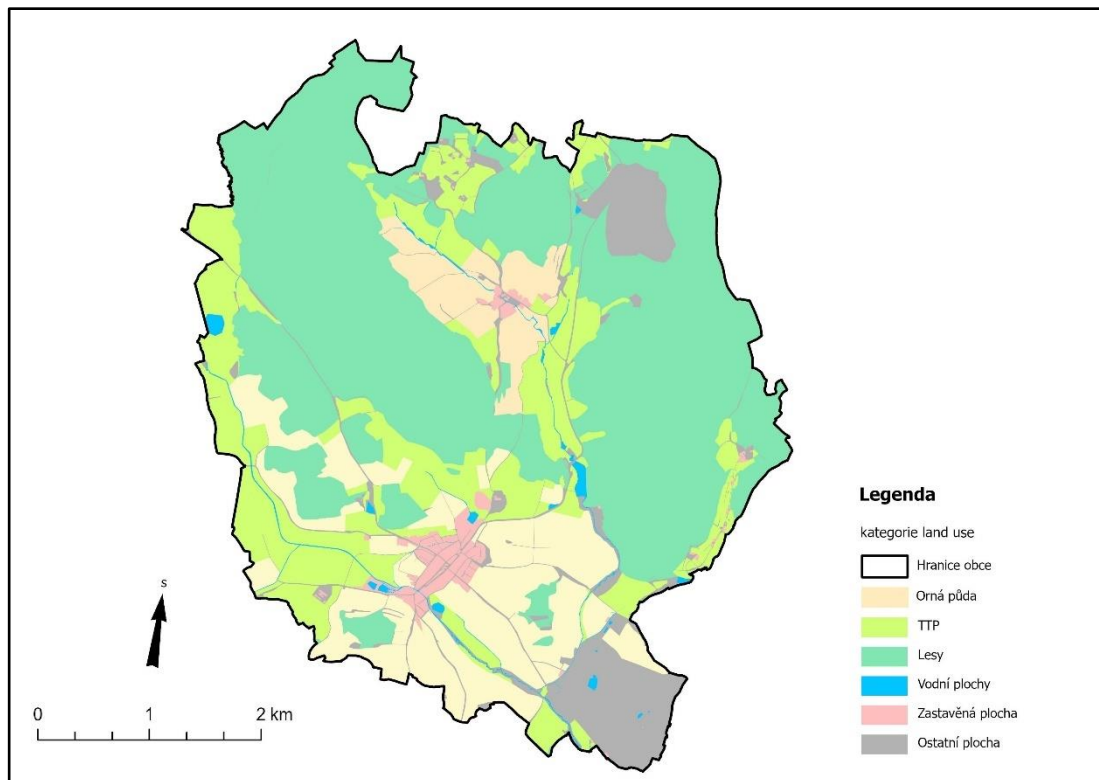 Legenda
kategorie land use
Hranice obce
Orná půda
TTP
Lesy
Vodní plochy
Zastavěná plocha
Ostatní plocha
S
0 1 2 km